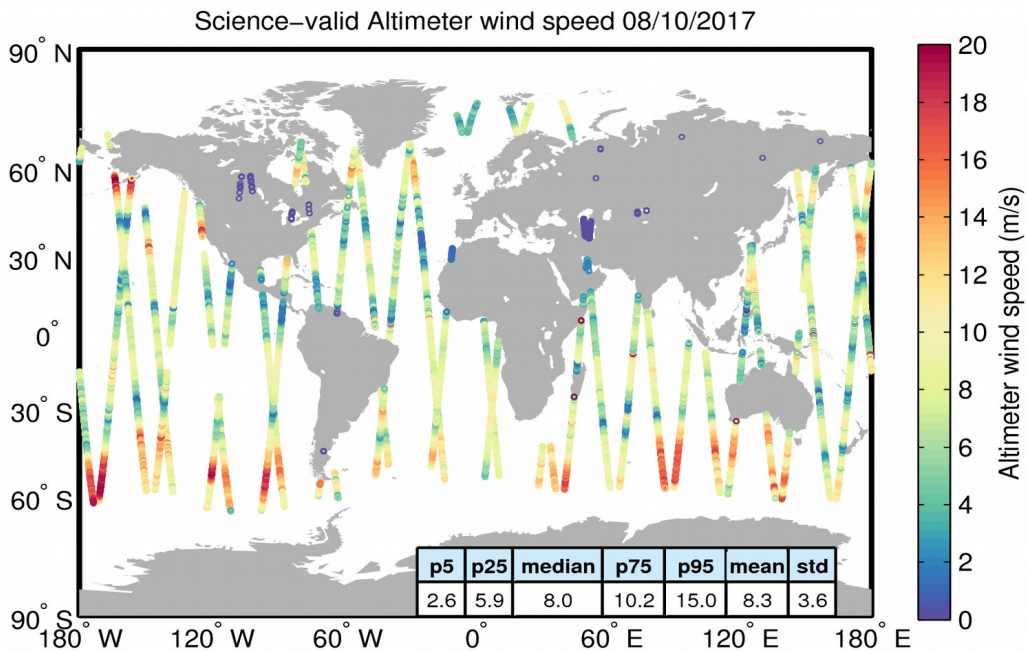 Science−valid Altimeter wind speed 08/10/2017
90° N
60° N
30° N
0°
30° S
60° S
90° S
180° W
120° W
60° W
0°
60° E
120° E
180° E
p5 p25 median p75 p95 mean std
2.6 5.9 8.0 10.2 15.0 8.3 3.6
20
18
16
14
12
10
8
6
4
2
0
Altimeter wind speed (m/s)